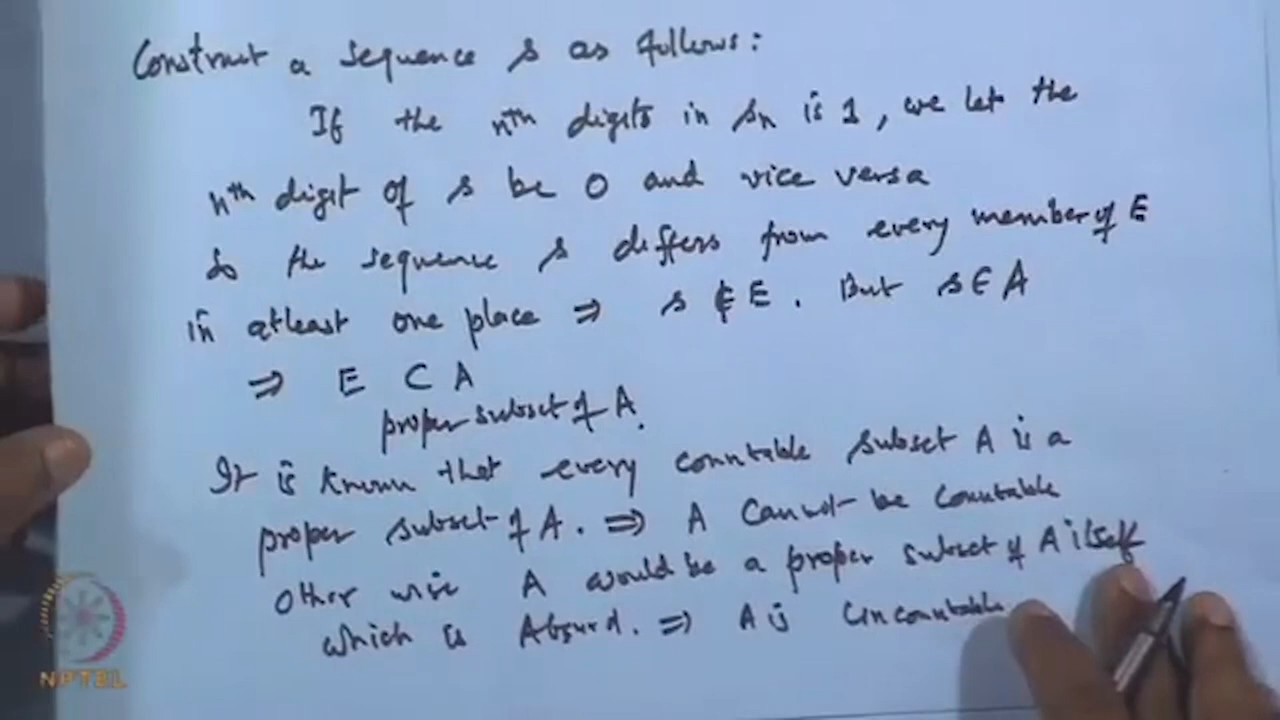 Construct a sequence s as follows:
If the nth digits in sn is 1, we let the
nth digit of s be 0 and vice versa
So the sequence s differs from every member of E
in atleast one place ⇒ s ∉ E. But s ∈ A
⇒ E ⊂ A
proper subset of A.
It is known that every countable subset A is a
proper subset of A. ⇒ A cannot be countable
other wise A would be a proper subset of A itself
which is Absurd. ⇒ A is uncountable.
NPTEL